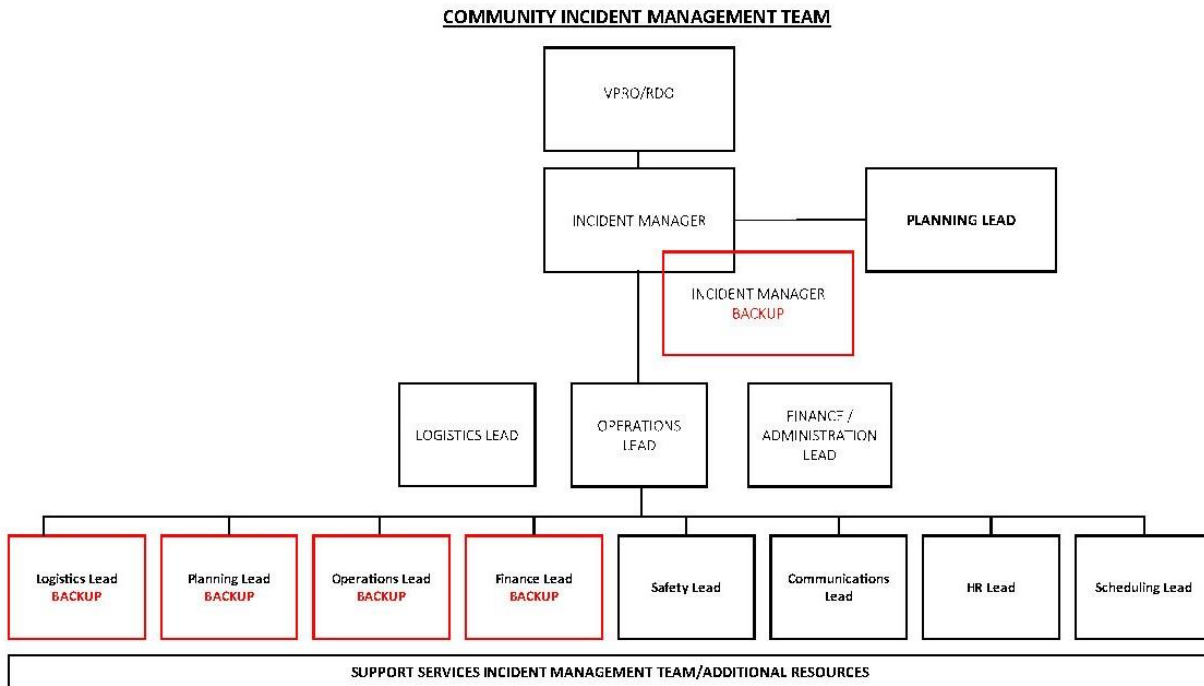 COMMUNITY INCIDENT MANAGEMENT TEAM
VPRO/RDO
INCIDENT MANAGER
PLANNING LEAD
INCIDENT MANAGER
BACKUP
LOGISTICS LEAD
OPERATIONS
LEAD
FINANCE /
ADMINISTRATION
LEAD
Logistics Lead
BACKUP
Planning Lead
BACKUP
Operations Lead
BACKUP
Finance Lead
BACKUP
Safety Lead
Communications
Lead
HR Lead
Scheduling Lead
SUPPORT SERVICES INCIDENT MANAGEMENT TEAM/ADDITIONAL RESOURCES